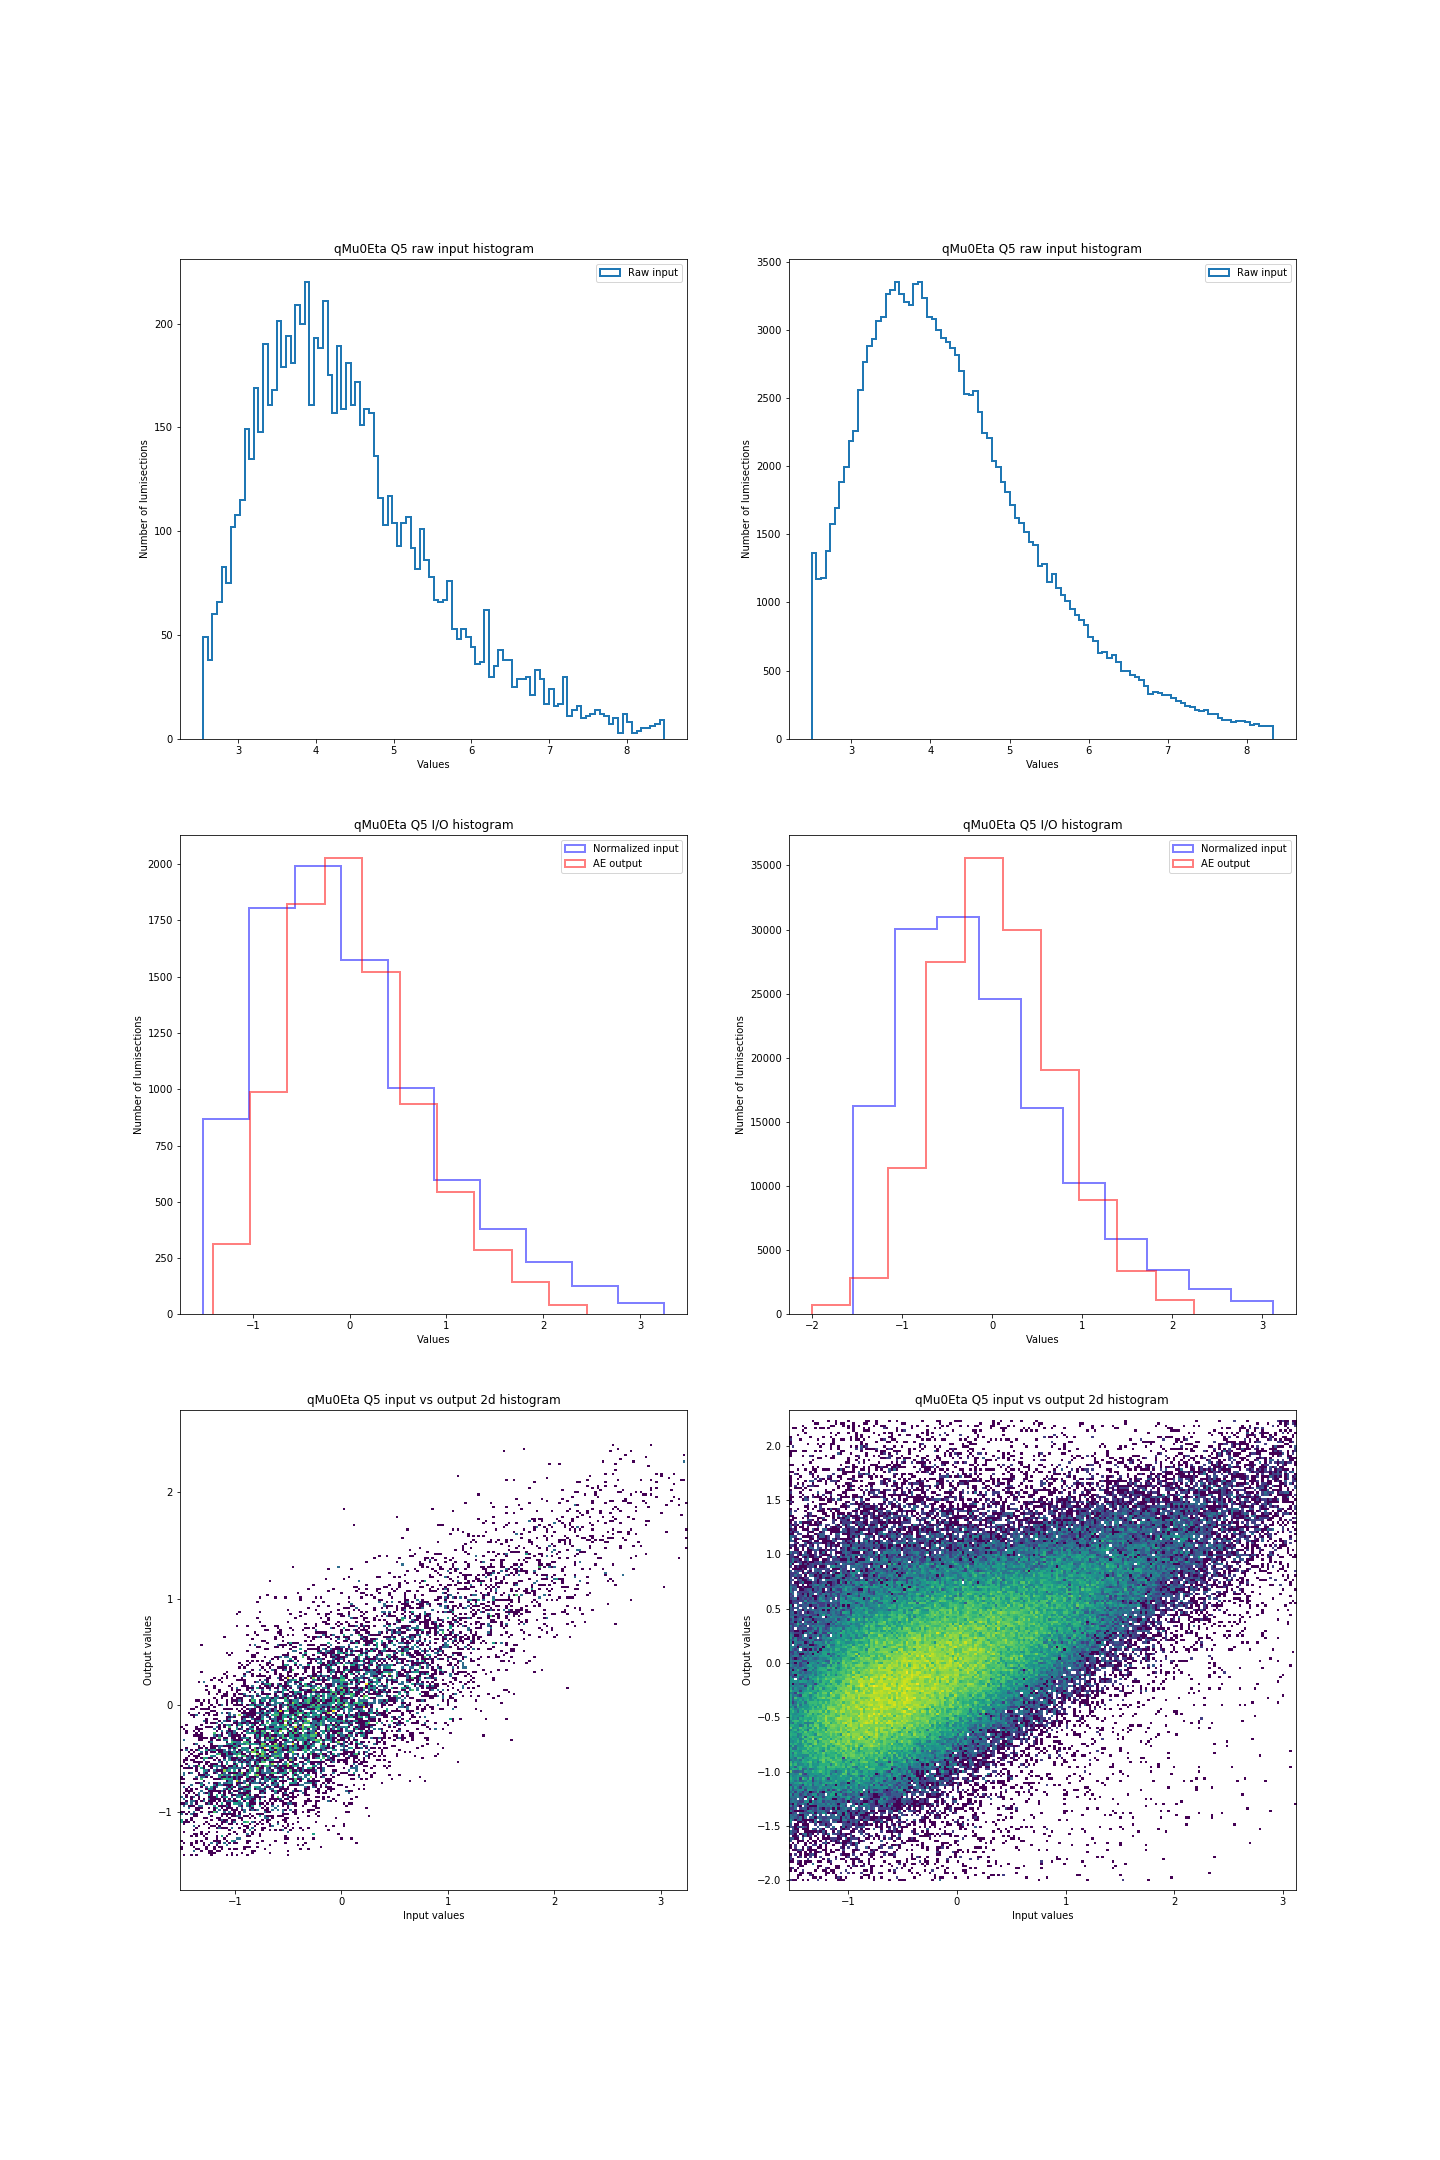 qMu0Eta Q5 raw input histogram
Raw input
200
150
100
50
0
3 4 5 6 7 8
Number of lumisections
Values
qMu0Eta Q5 raw input histogram
Raw input
3500
3000
2500
2000
1500
1000
500
0
3 4 5 6 7 8
Number of lumisections
Values
qMu0Eta Q5 I/O histogram
Normalized input
AE output
2000
1750
1500
1250
1000
750
500
250
0
−1 0 1 2 3
Number of lumisections
Values
qMu0Eta Q5 I/O histogram
Normalized input
AE output
35000
30000
25000
20000
15000
10000
5000
0
−2 −1 0 1 2 3
Number of lumisections
Values
qMu0Eta Q5 input vs output 2d histogram
2
1
0
−1
−1 0 1 2 3
Output values
Input values
qMu0Eta Q5 input vs output 2d histogram
2.0
1.5
1.0
0.5
0.0
−0.5
−1.0
−1.5
−2.0
−1 0 1 2 3
Output values
Input values